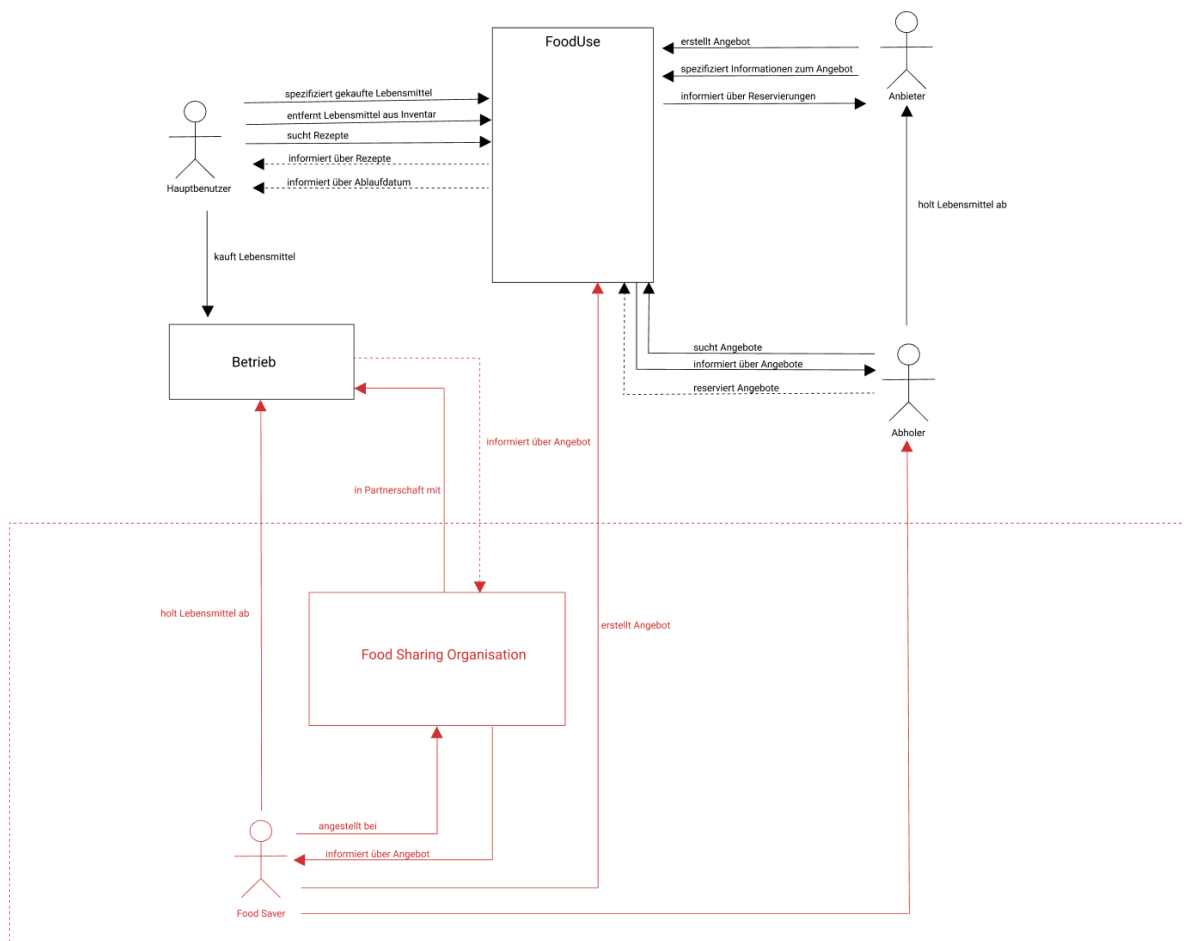 FoodUse
erstellt Angebot
spezifiziert Informationen zum Angebot
informiert über Reservierungen
Anbieter
spezifiziert gekaufte Lebensmittel
entfernt Lebensmittel aus Inventar
sucht Rezepte
informiert über Rezepte
informiert über Ablaufdatum
Hauptbenutzer
holt Lebensmittel ab
kauft Lebensmittel
Betrieb
sucht Angebote
informiert über Angebote
reserviert Angebote
Abholer
informiert über Angebot
in Partnerschaft mit
holt Lebensmittel ab
erstellt Angebot
Food Sharing Organisation
angestellt bei
informiert über Angebot
Food Saver